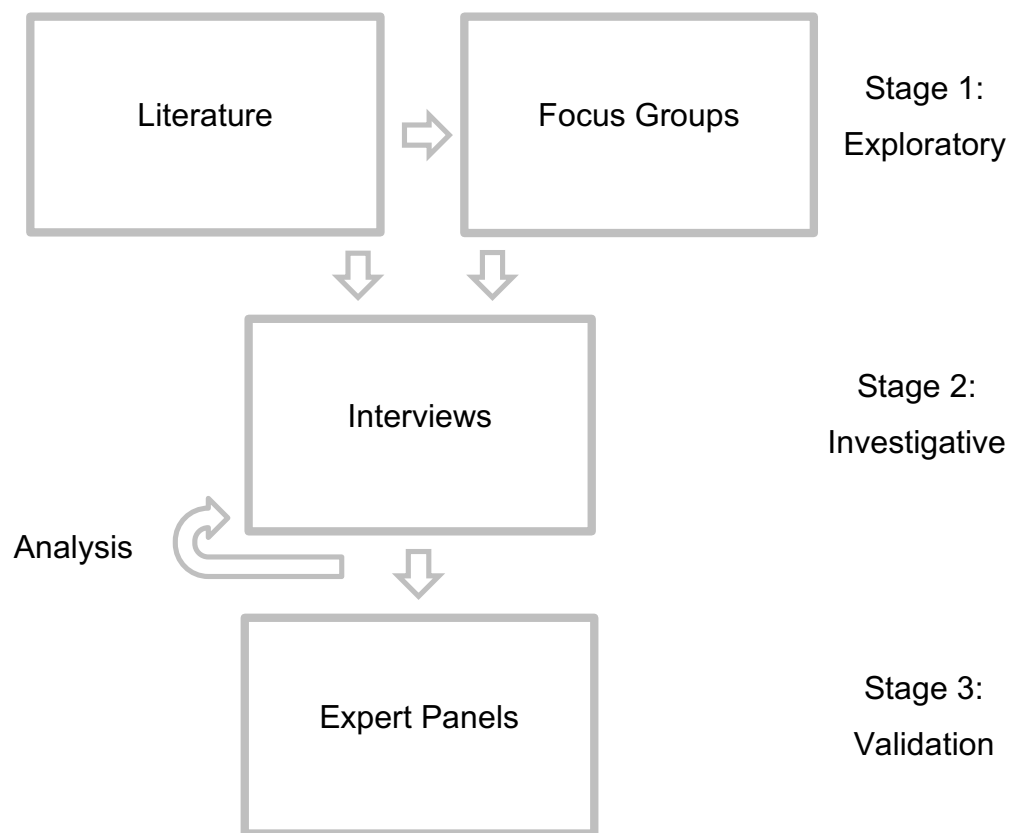 Literature
Focus Groups
Stage 1:
Exploratory
Interviews
Stage 2:
Investigative
Analysis
Expert Panels
Stage 3:
Validation